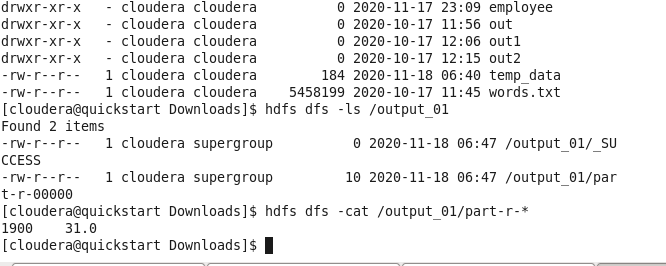 drwxr-xr-x   - cloudera cloudera          0 2020-11-17 23:09 employee
drwxr-xr-x   - cloudera cloudera          0 2020-10-17 11:56 out
drwxr-xr-x   - cloudera cloudera          0 2020-10-17 12:06 out1
drwxr-xr-x   - cloudera cloudera          0 2020-10-17 12:15 out2
-rw-r--r--   1 cloudera cloudera        184 2020-11-18 06:40 temp_data
-rw-r--r--   1 cloudera cloudera    5458199 2020-10-17 11:45 words.txt
[cloudera@quickstart Downloads]$ hdfs dfs -ls /output_01
Found 2 items
-rw-r--r--   1 cloudera supergroup          0 2020-11-18 06:47 /output_01/_SU
CCESS
-rw-r--r--   1 cloudera supergroup         10 2020-11-18 06:47 /output_01/par
t-r-00000
[cloudera@quickstart Downloads]$ hdfs dfs -cat /output_01/part-r-*
1900    31.0
[cloudera@quickstart Downloads]$